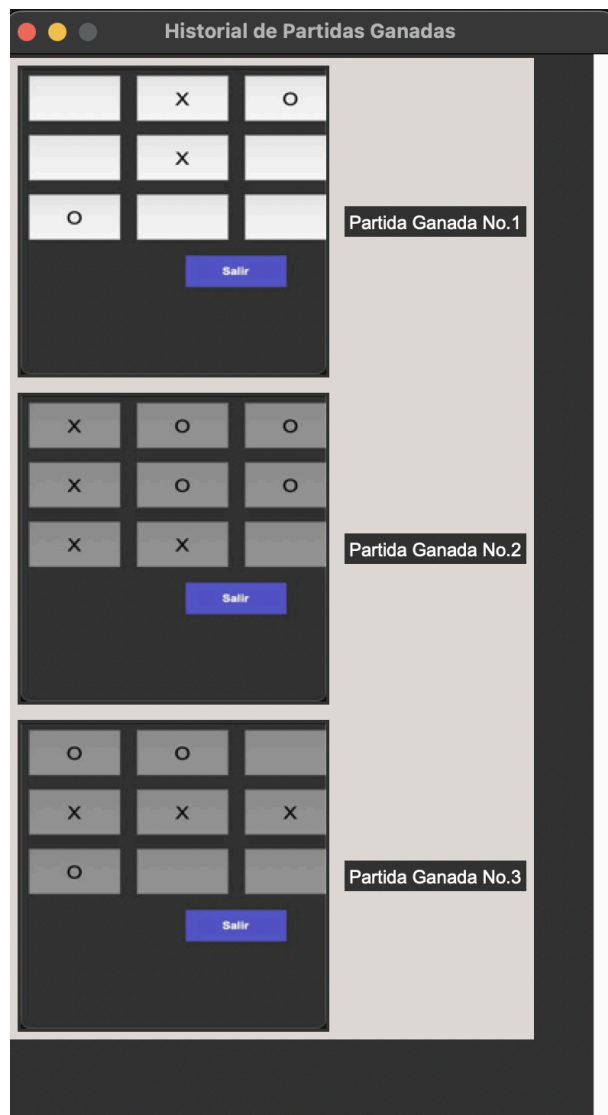 Historial de Partidas Ganadas
X O
X
O
Partida Ganada No.1
Salir
X O O
X O O
X X
Partida Ganada No.2
Salir
O O
X X X
O
Partida Ganada No.3
Salir